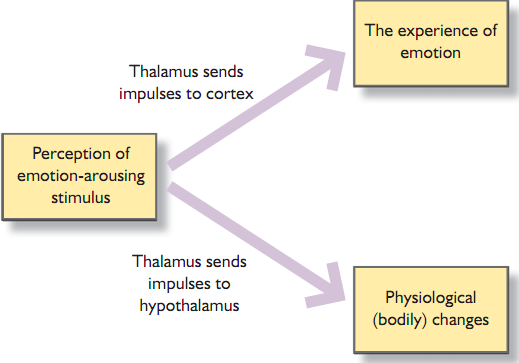 The experience of
emotion
Thalamus sends
impulses to cortex
Perception of
emotion-arousing
stimulus
Thalamus sends
impulses to
hypothalamus
Physiological
(bodily) changes